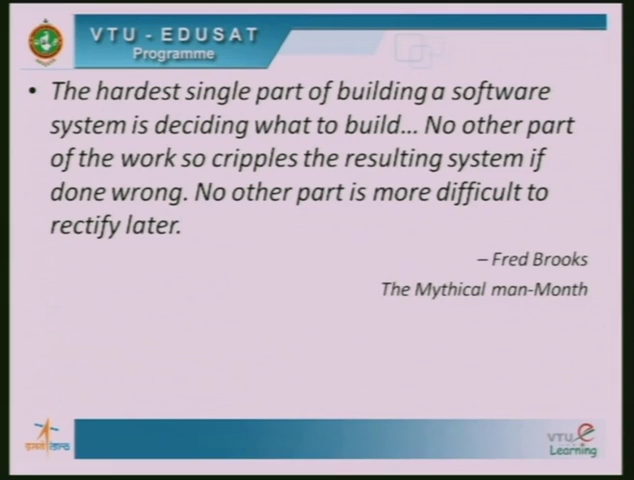 VTU - EDUSAT
Programme
• The hardest single part of building a software
system is deciding what to build... No other part
of the work so cripples the resulting system if
done wrong. No other part is more difficult to
rectify later.
– Fred Brooks
The Mythical man-Month
इसरो isro
VTU e
Learning